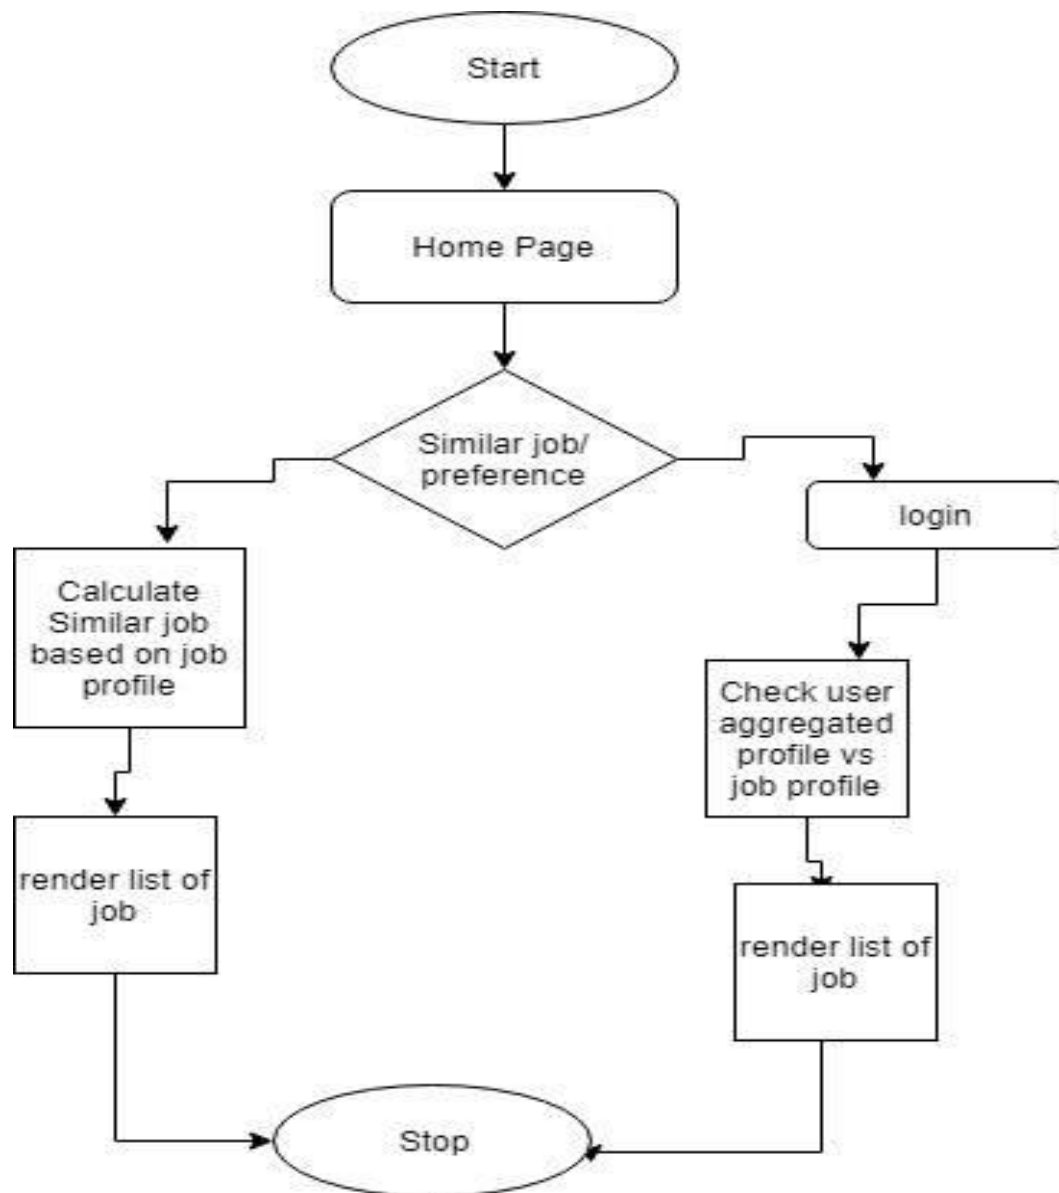 Start
Home Page
Similar job/
preference
login
Calculate
Similar job
based on job
profile
Check user
aggregated
profile vs
job profile
render list of
job
render list of
job
Stop